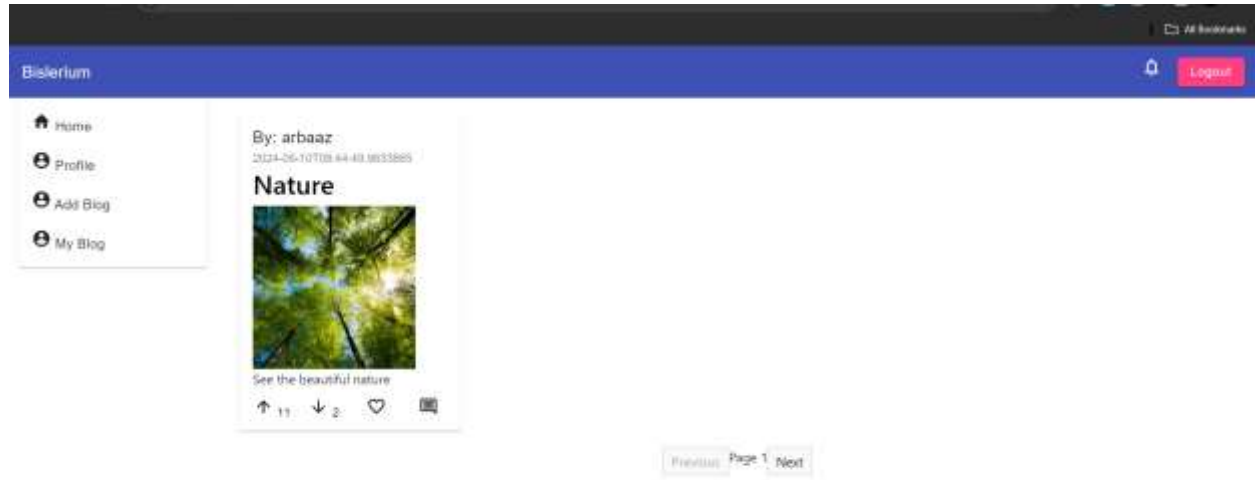 All Bookmarks
Bislerium
Logout
Home
Profile
Add Blog
My Blog
By: arbaaz
Nature
See the beautiful nature
11 2
Previous Page 1 Next